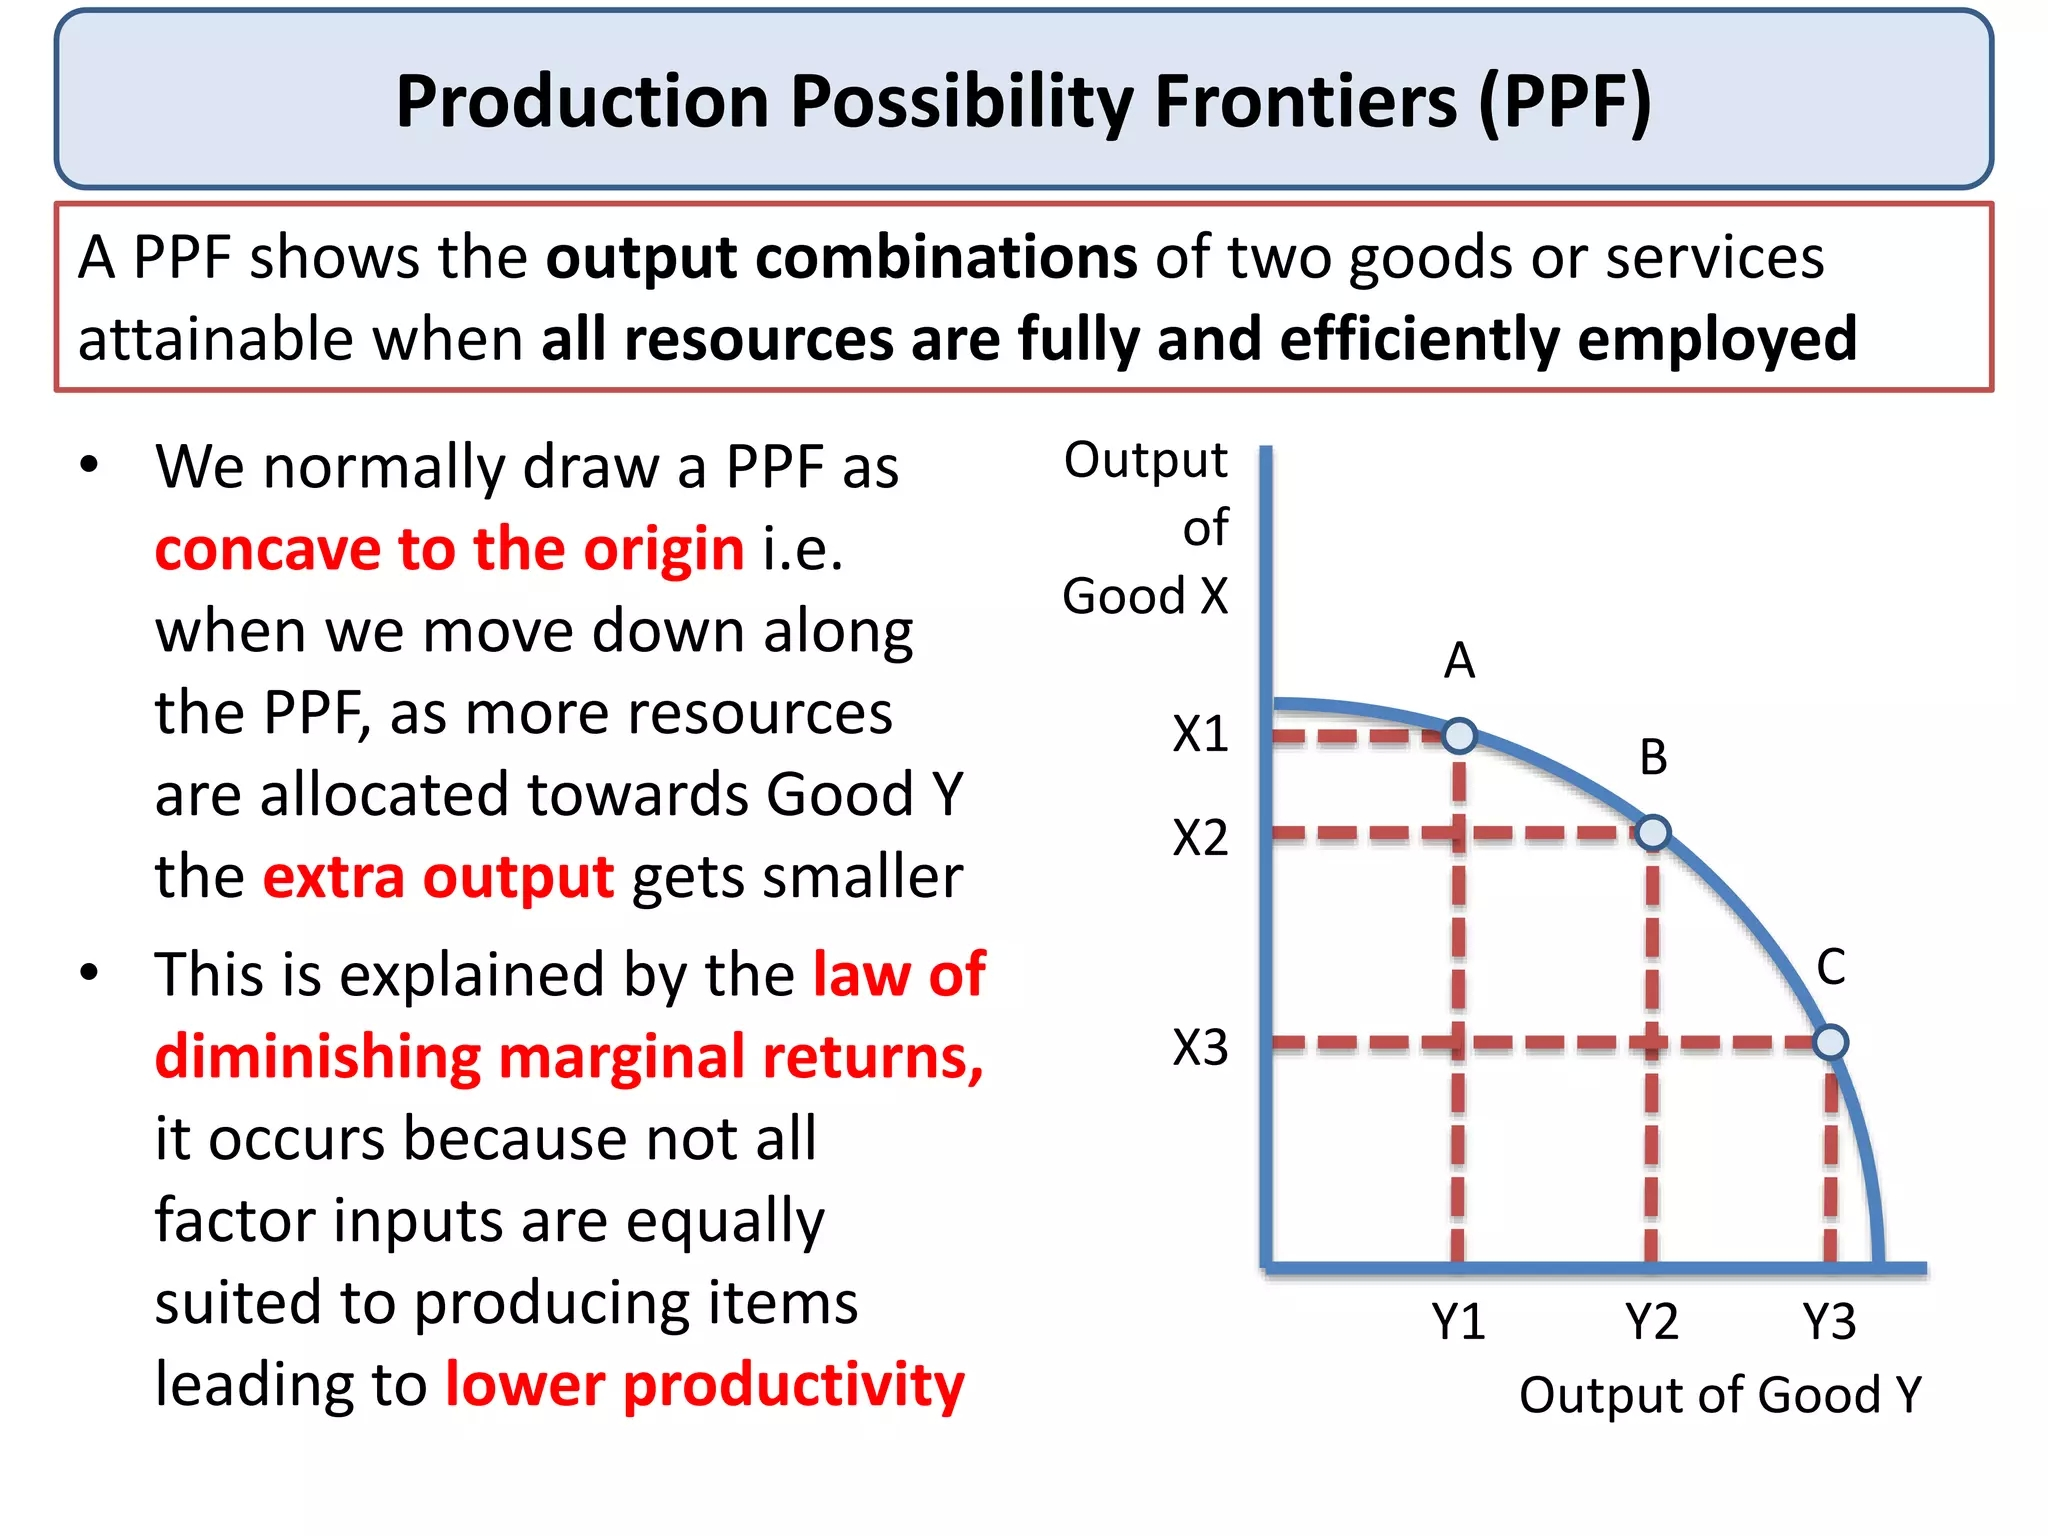 Production Possibility Frontiers (PPF)
A PPF shows the output combinations of two goods or services
attainable when all resources are fully and efficiently employed
• We normally draw a PPF as
concave to the origin i.e.
when we move down along
the PPF, as more resources
are allocated towards Good Y
the extra output gets smaller
• This is explained by the law of
diminishing marginal returns,
it occurs because not all
factor inputs are equally
suited to producing items
leading to lower productivity
Output
of
Good X
A
X1
B
X2
C
X3
Y1 Y2 Y3
Output of Good Y